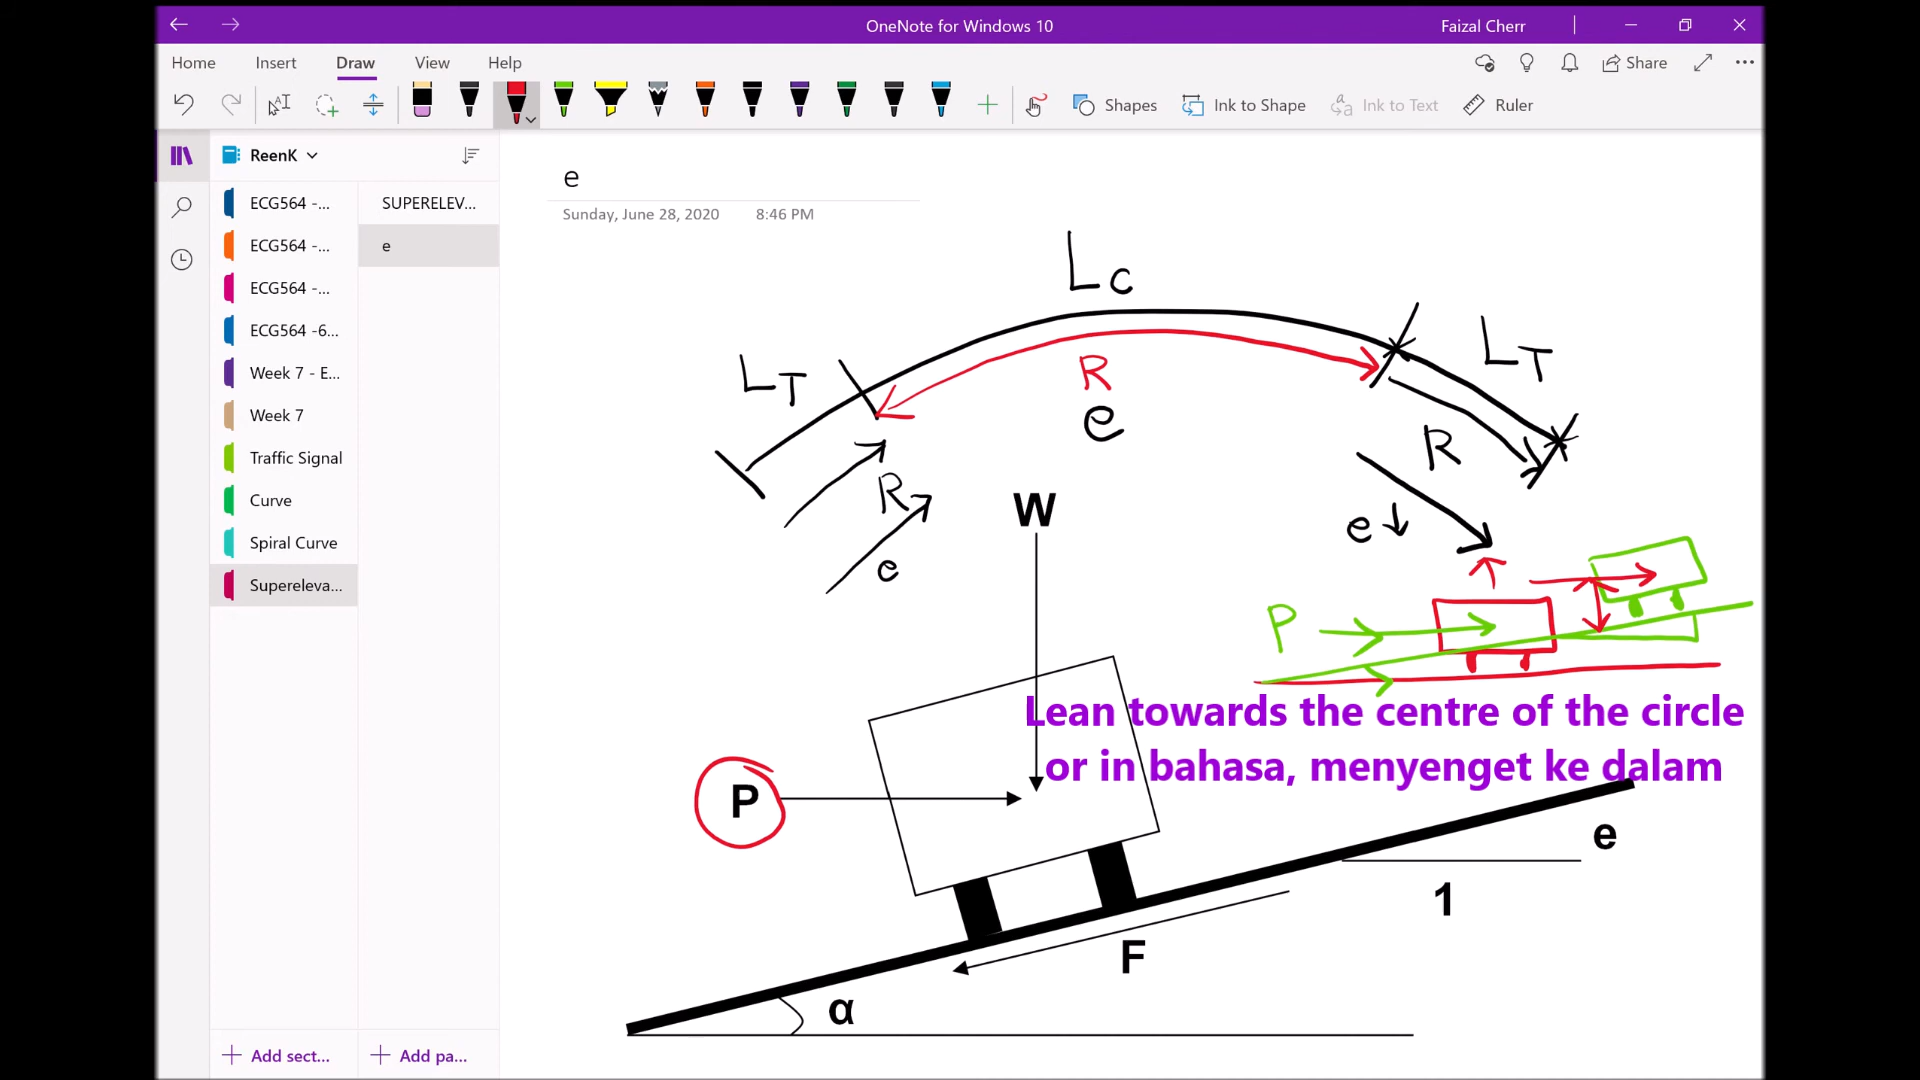 OneNote for Windows 10
Faizal Cherr
Home Insert Draw View Help
Share
Shapes Ink to Shape Ink to Text Ruler
ReenK
ECG564 -...
ECG564 -...
ECG564 -...
ECG564 -6...
Week 7 - E...
Week 7
Traffic Signal
Curve
Spiral Curve
Supereleva...
Add sect...
SUPERELEV...
e
Add pa...
e
Sunday, June 28, 2020 8:46 PM
Lc
LT
LT
R
e
R
e
R
e
W
P
Lean towards the centre of the circle
or in bahasa, menyenget ke dalam
P
e
1
F
α